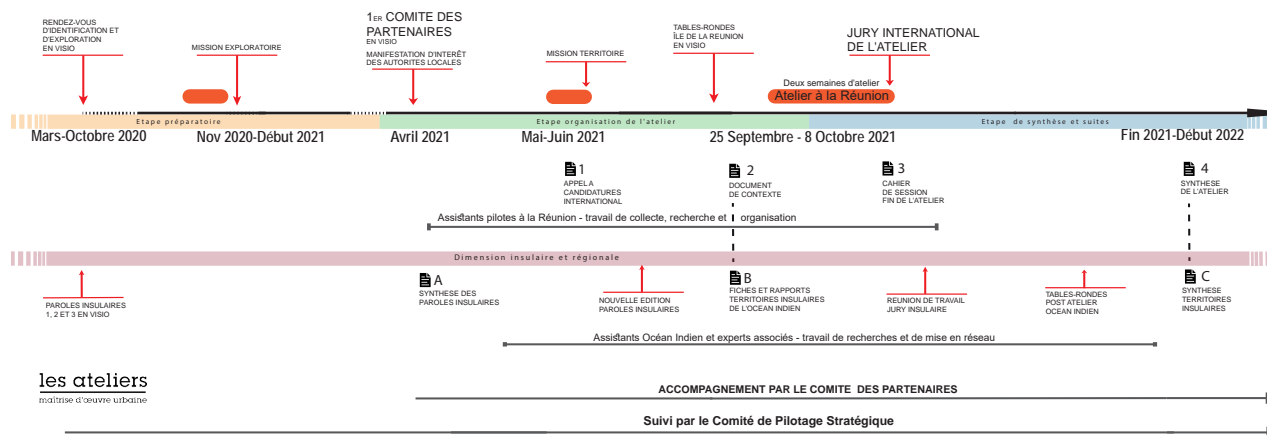 RENDEZ-VOUS
D'IDENTIFICATION ET
D'EXPLORATION
EN VISIO
MISSION EXPLORATOIRE
1ER COMITE DES
PARTENAIRES
EN VISIO
MANIFESTATION D'INTERÊT
DES AUTORITES LOCALES
MISSION TERRITOIRE
TABLES-RONDES
ÎLE DE LA REUNION
EN VISIO
JURY INTERNATIONAL
DE L'ATELIER
Deux semaines d'atelier
Atelier à la Réunion
Etape préparatoire
Etape organisation de l'atelier
Etape de synthèse et suites
Mars-Octobre 2020
Nov 2020-Début 2021
Avril 2021
Mai-Juin 2021
25 Septembre - 8 Octobre 2021
Fin 2021-Début 2022
1
APPEL A
CANDIDATURES
INTERNATIONAL
2
DOCUMENT
DE CONTEXTE
3
CAHIER
DE SESSION
FIN DE L'ATELIER
4
SYNTHESE
DE L'ATELIER
Assistants pilotes à la Réunion - travail de collecte, recherche et organisation
Dimension insulaire et régionale
PAROLES INSULAIRES
1, 2 ET 3 EN VISIO
A
SYNTHESE DES
PAROLES INSULAIRES
NOUVELLE EDITION
PAROLES INSULAIRES
B
FICHES ET RAPPORTS
TERRITOIRES INSULAIRES
DE L'OCEAN INDIEN
REUNION DE TRAVAIL
JURY INSULAIRE
TABLES-RONDES
POST ATELIER
OCEAN INDIEN
C
SYNTHESE
TERRITOIRES
INSULAIRES
Assistants Océan Indien et experts associés - travail de recherches et de mise en réseau
les ateliers
maîtrise d'œuvre urbaine
ACCOMPAGNEMENT PAR LE COMITE DES PARTENAIRES
Suivi par le Comité de Pilotage Stratégique